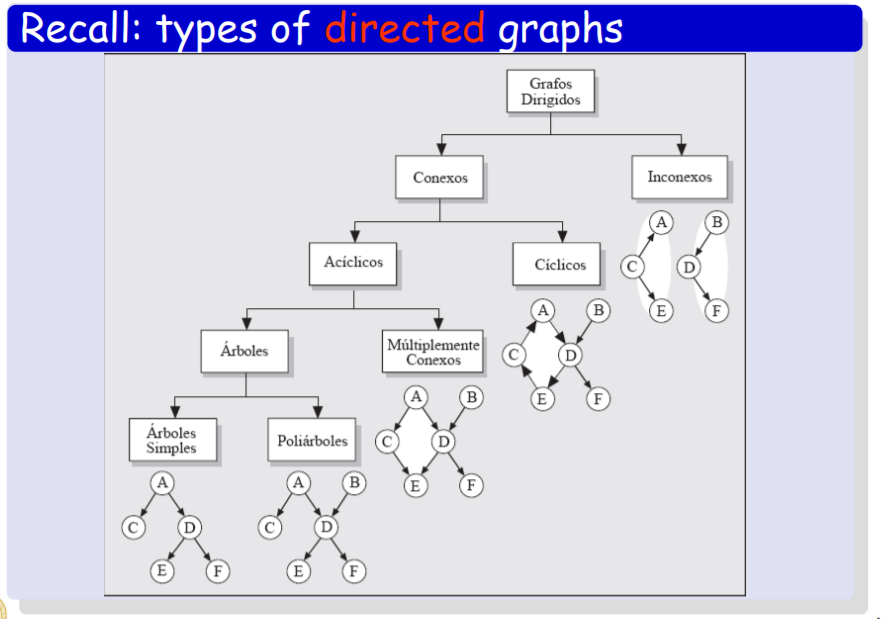 Recall: types of directed graphs
Grafos
Dirigidos
Conexos
Inconexos
A
B
C
D
E
F
Acíclicos
Cíclicos
A
B
C
D
E
F
Árboles
Múltiplemente
Conexos
A
B
C
D
E
F
Árboles
Simples
Poliárboles
A
C
D
E
F
A
B
C
D
E
F